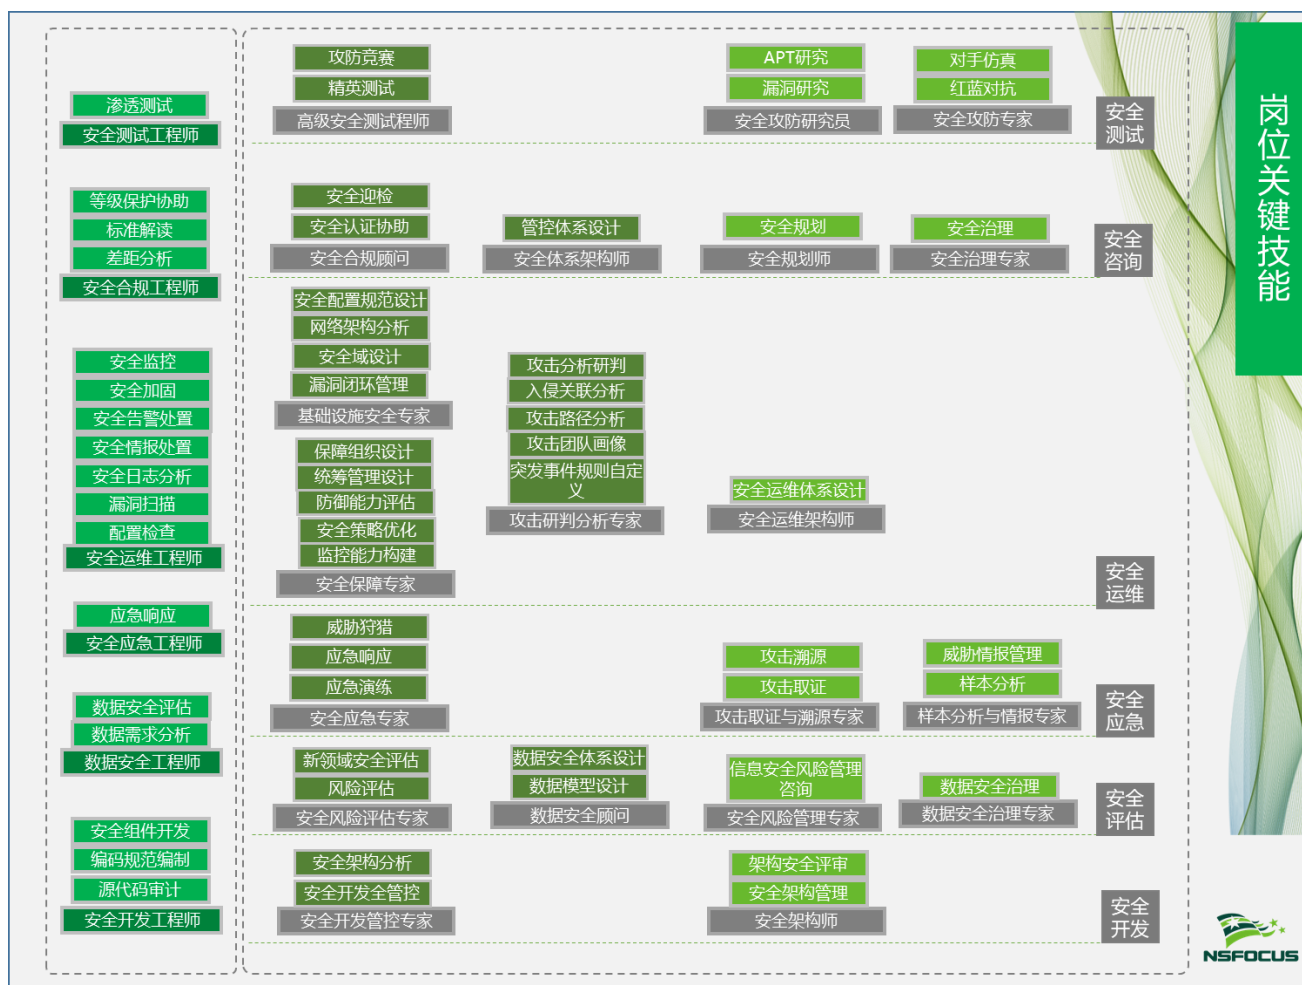 岗位关键技能
渗透测试
安全测试工程师
攻防竞赛
精英测试
高级安全测试程师
APT研究
漏洞研究
安全攻防研究员
对手仿真
红蓝对抗
安全攻防专家
安全
测试
等级保护协助
标准解读
差距分析
安全合规工程师
安全迎检
安全认证协助
安全合规顾问
管控体系设计
安全体系架构师
安全规划
安全规划师
安全治理
安全治理专家
安全
咨询
安全监控
安全加固
安全告警处置
安全情报处置
安全日志分析
漏洞扫描
配置检查
安全运维工程师
安全配置规范设计
网络架构分析
安全域设计
漏洞闭环管理
基础设施安全专家
保障组织设计
统筹管理设计
防御能力评估
安全策略优化
监控能力构建
安全保障专家
攻击分析研判
入侵关联分析
攻击路径分析
攻击团队画像
突发事件规则自定
义
攻击研判分析专家
安全运维体系设计
安全运维架构师
安全
运维
应急响应
安全应急工程师
威胁狩猎
应急响应
应急演练
安全应急专家
攻击溯源
攻击取证
攻击取证与溯源专家
威胁情报管理
样本分析
样本分析与情报专家
安全
应急
数据安全评估
数据需求分析
数据安全工程师
新领域安全评估
风险评估
安全风险评估专家
数据安全体系设计
数据模型设计
数据安全顾问
信息安全风险管理
咨询
安全风险管理专家
数据安全治理
数据安全治理专家
安全
评估
安全组件开发
编码规范编制
源代码审计
安全开发工程师
安全架构分析
安全开发全管控
安全开发管控专家
架构安全评审
安全架构管理
安全架构师
安全
开发
NSFOCUS